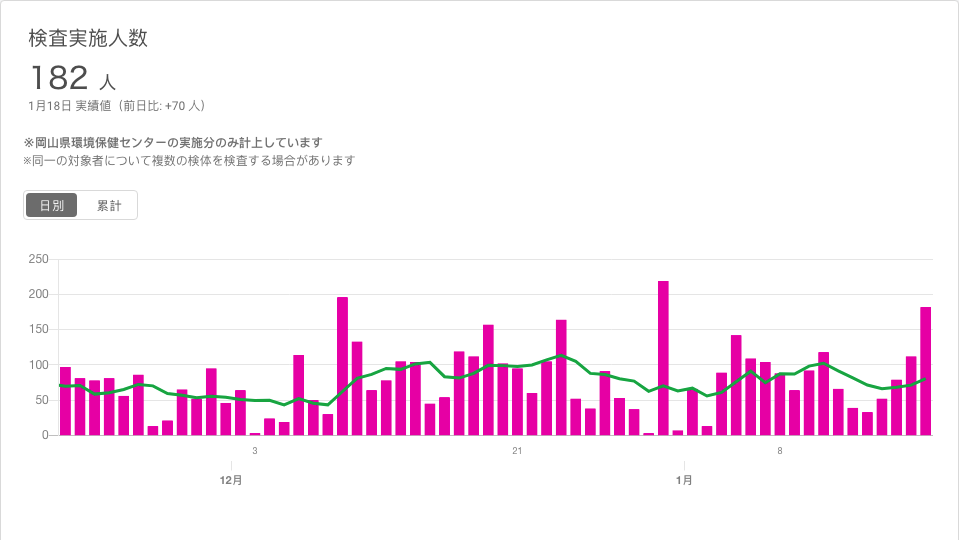 検査実施人数
182 人
1月18日 実績値（前日比: +70 人）
※岡山県環境保健センターの実施分のみ計上しています
※同一の対象者について複数の検体を検査する場合があります
日別 累計
250
200
150
100
50
0
3 21 8
12月 1月